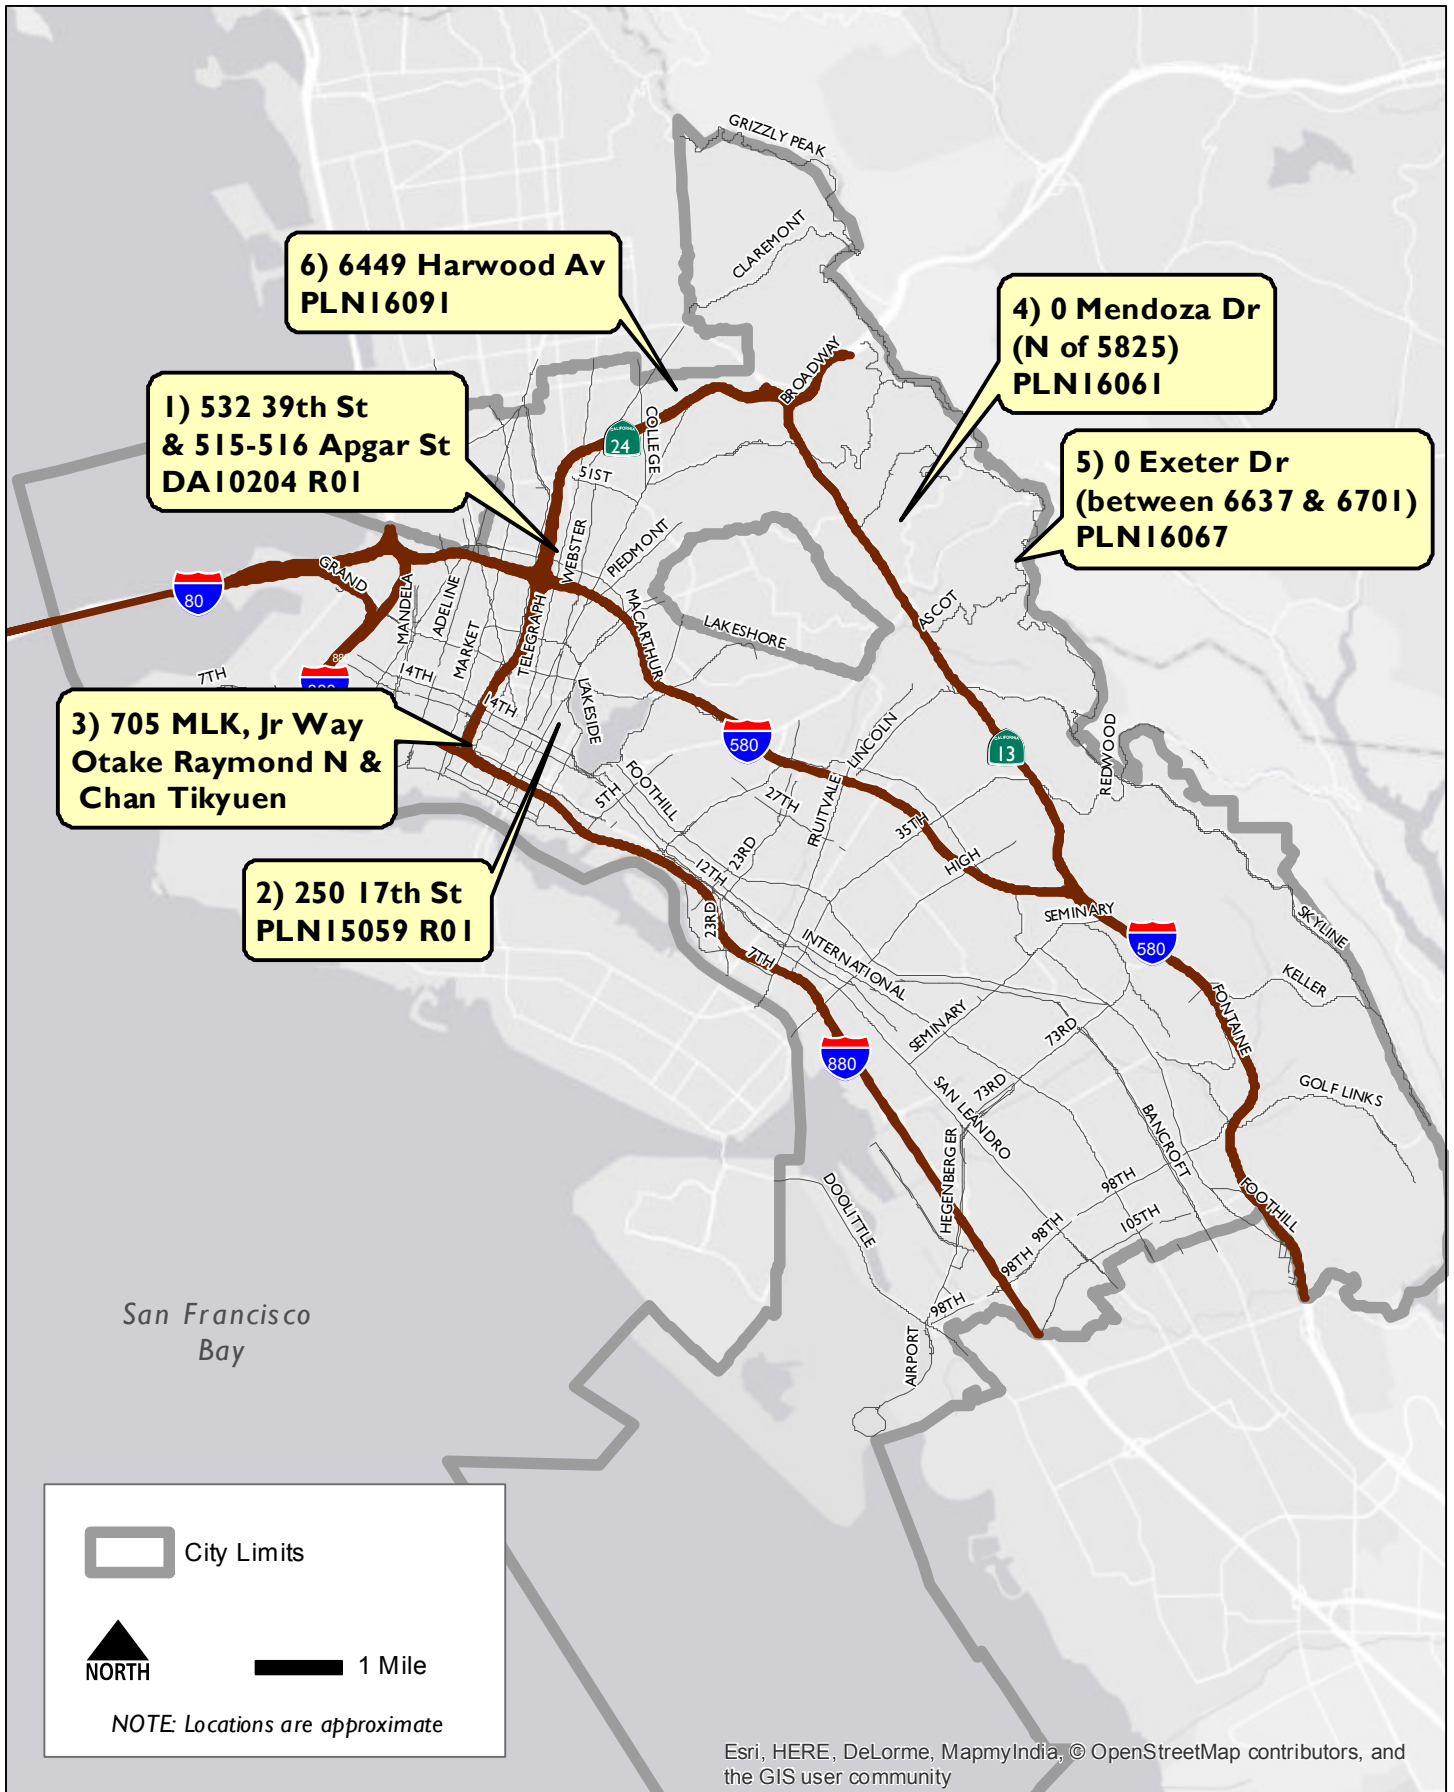 GRIZZLY PEAK
CLAREMONT
6) 6449 Harwood Av
PLN16091
4) 0 Mendoza Dr
(N of 5825)
PLN16061
BROADWAY
1) 532 39th St
& 515-516 Apgar St
DA10204 R01
COLLEGE
CALIFORNIA
24
51ST
5) 0 Exeter Dr
(between 6637 & 6701)
PLN16067
WEBSTER
PIEDMONT
GRAND
80
MANDELA
ADELINE
MARKET
TELEGRAPH
MACARTHUR
LAKESHORE
ASCOT
7TH
14TH
14TH
LAKESIDE
3) 705 MLK, Jr Way
Otake Raymond N &
Chan Tikyuen
580
LINCOLN
CALIFORNIA
13
REDWOOD
5TH
FOOTHILL
27TH
FRUITVALE
35TH
23RD
12TH
HIGH
2) 250 17th St
PLN15059 R01
23RD
7TH
INTERNATIONAL
SEMINARY
580
SKYLINE
KELLER
FONTAINE
880
SEMINARY
73RD
73RD
SAN LEANDRO
GOLF LINKS
BANCROFT
HEGENBERGER
DOOLITTLE
98TH
105TH
98TH
98TH
98TH
FOOTHILL
AIRPORT
San Francisco
Bay
City Limits
NORTH
1 Mile
NOTE: Locations are approximate
Esri, HERE, DeLorme, MapmyIndia, © OpenStreetMap contributors, and
the GIS user community